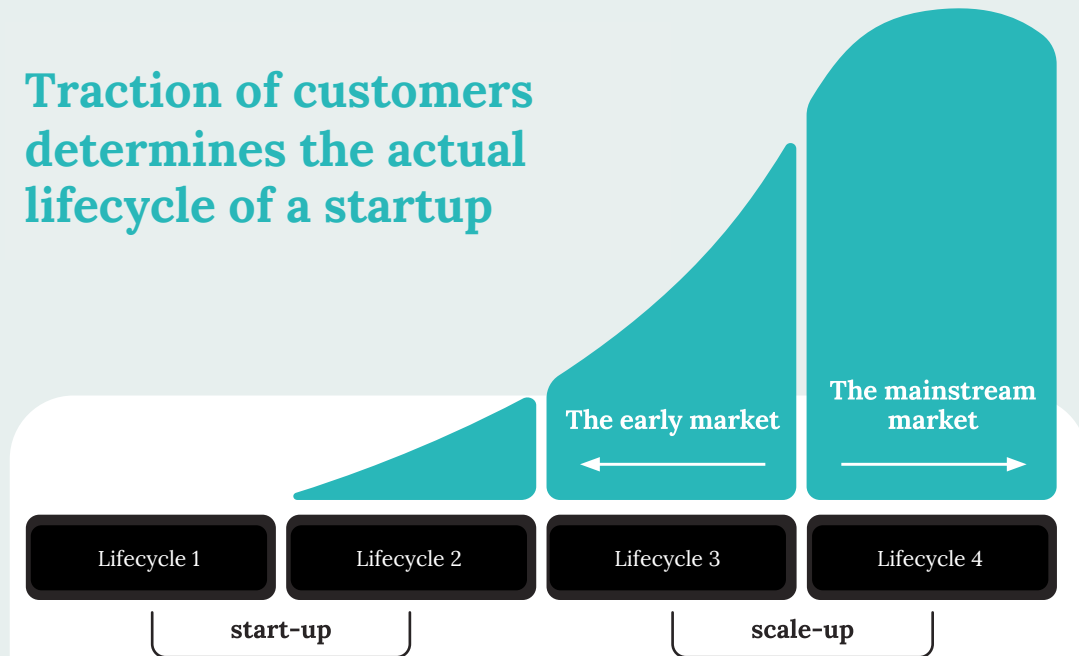 Traction of customers
determines the actual
lifecycle of a startup
The early market
The mainstream
market
Lifecycle 1
Lifecycle 2
Lifecycle 3
Lifecycle 4
start-up
scale-up